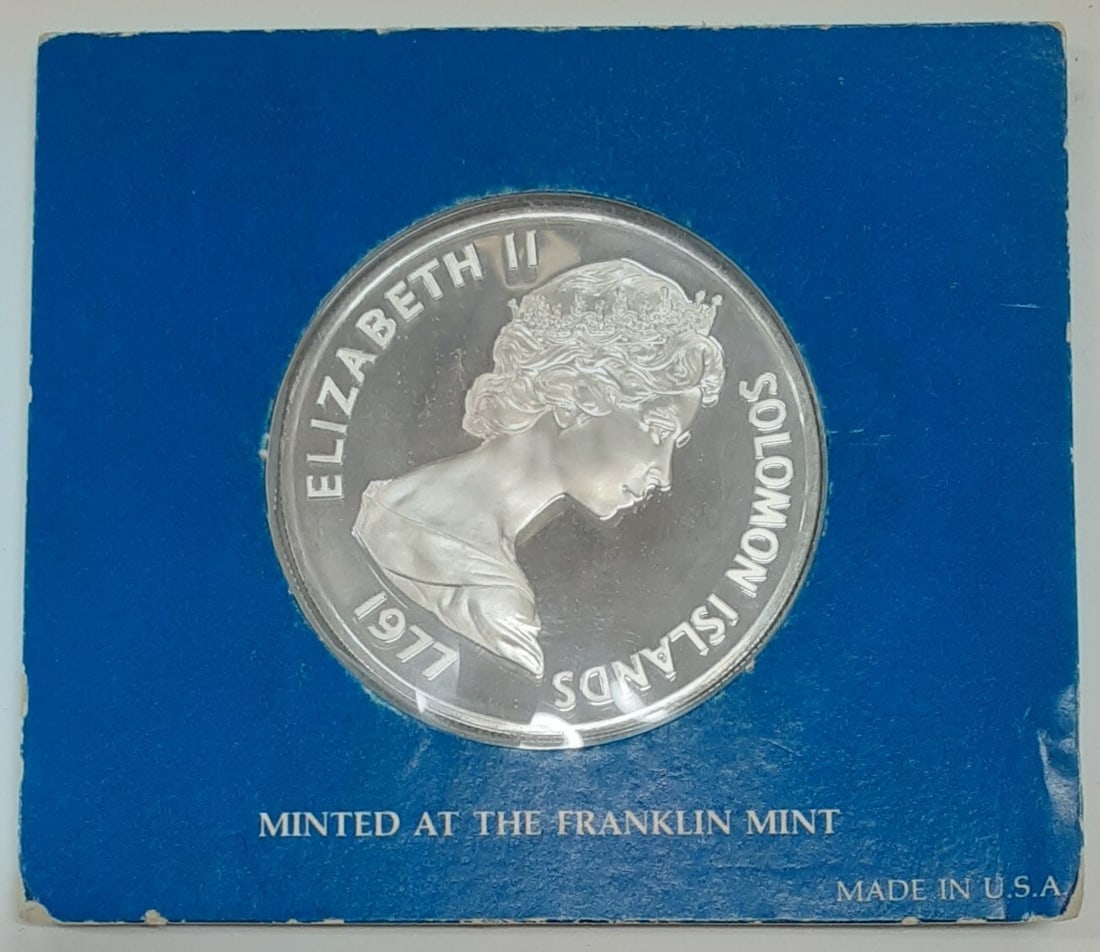 ELIZABETH II
SOLOMON ISLANDS
1977
MINTED AT THE FRANKLIN MINT
MADE IN U.S.A.